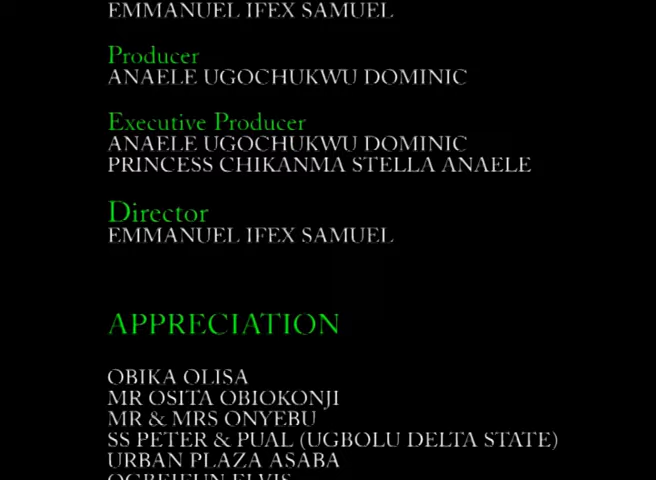 EMMANUEL IFEX SAMUEL
Producer
ANAELE UGOCHUKWU DOMINIC
Executive Producer
ANAELE UGOCHUKWU DOMINIC
PRINCESS CHIKANMA STELLA ANAELE
Director
EMMANUEL IFEX SAMUEL
APPRECIATION
OBIKA OLISA
MR OSITA OBIOKONJI
MR & MRS ONYEBU
SS PETER & PUAL (UGBOLU DELTA STATE)
URBAN PLAZA ASABA